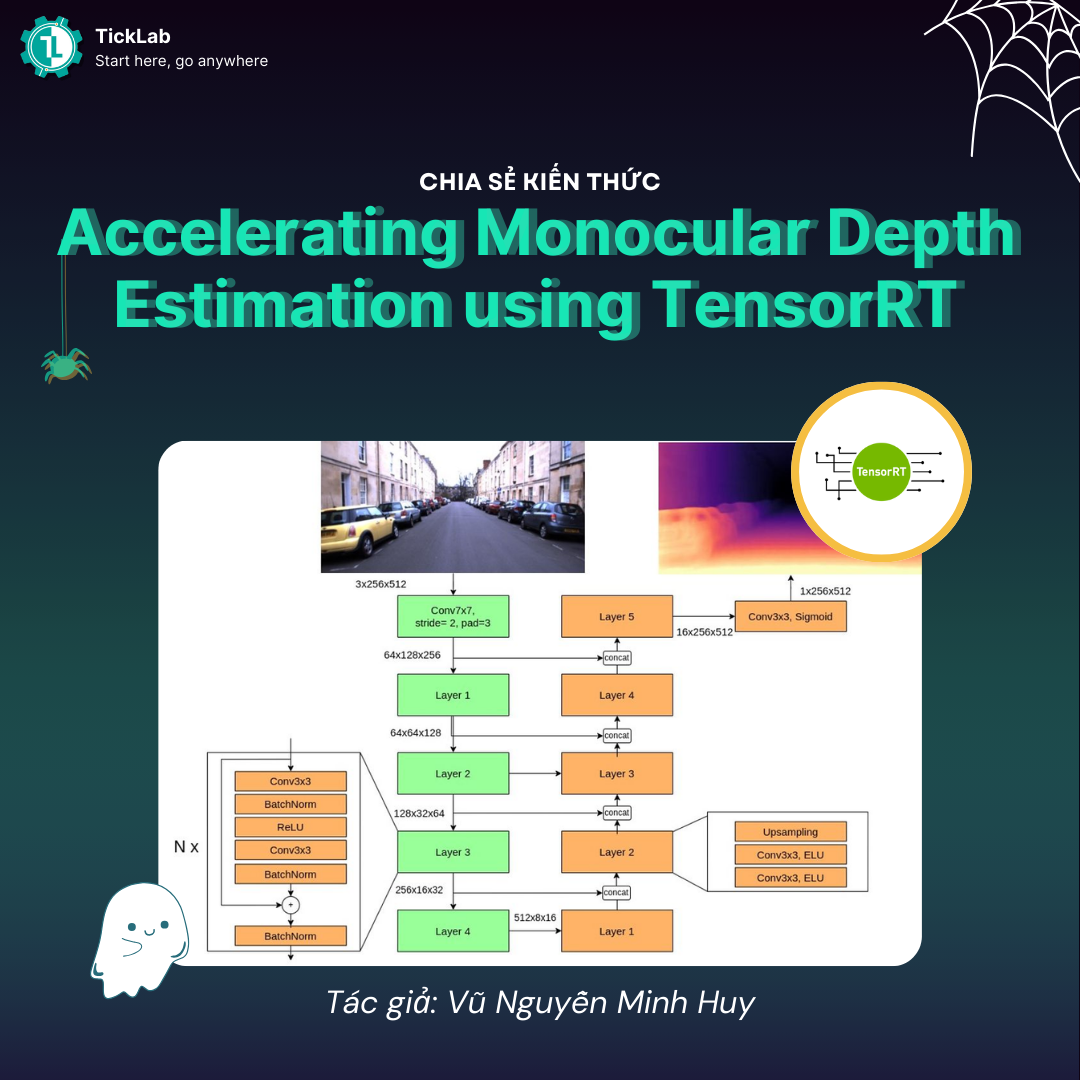 TickLab
Start here, go anywhere
CHIA SẺ KIẾN THỨC
Accelerating Monocular Depth
Estimation using TensorRT
TensorRT
3x256x512
1x256x512
Conv7x7,
stride= 2, pad=3
Layer 5
Conv3x3, Sigmoid
16x256x512
64x128x256
concat
Layer 1
Layer 4
64x64x128
concat
Layer 2
Layer 3
Conv3x3
BatchNorm
ReLU
Conv3x3
BatchNorm
+
BatchNorm
N x
128x32x64
concat
Layer 3
Layer 2
Upsampling
Conv3x3, ELU
Conv3x3, ELU
256x16x32
concat
512x8x16
Layer 4
Layer 1
Tác giả: Vũ Nguyễn Minh Huy